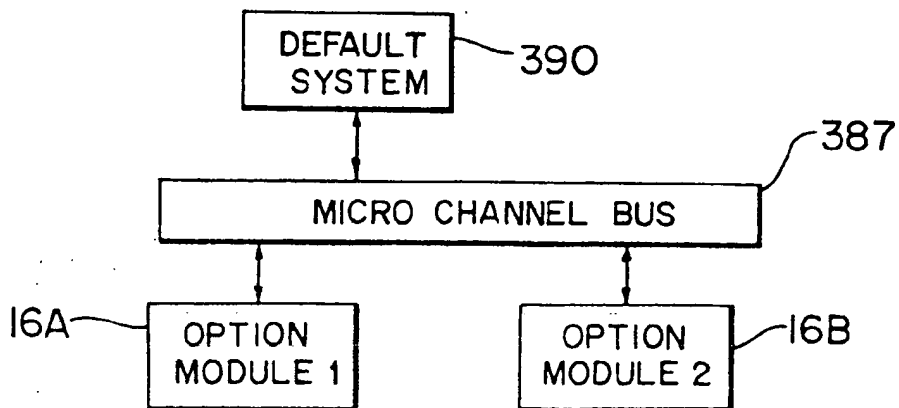 DEFAULT
SYSTEM
390
387
MICRO CHANNEL BUS
16A
OPTION
MODULE 1
OPTION
MODULE 2
16B